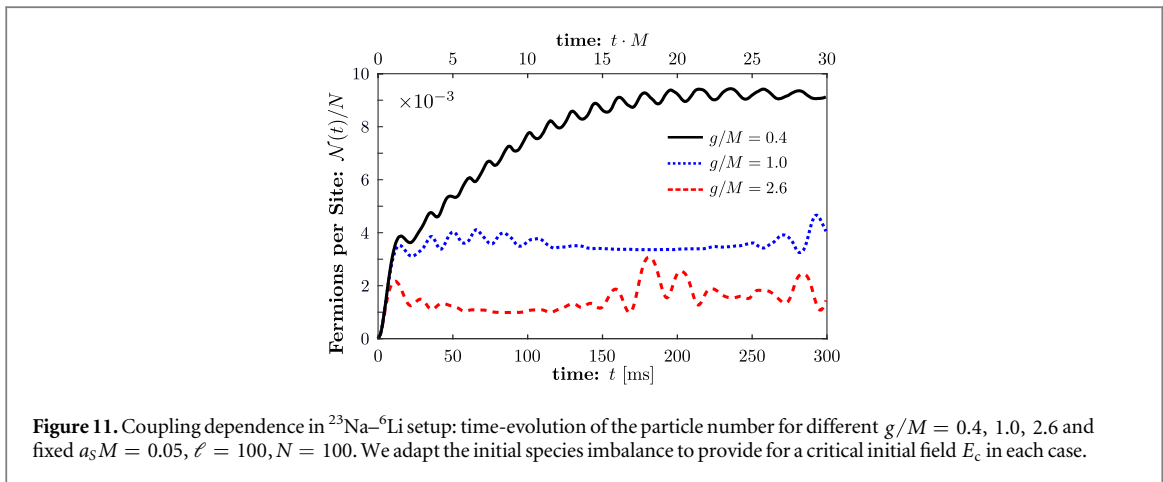 time: t · M
0 5 10 15 20 25 30
10
×10⁻³
8
6
4
2
0
Fermions per Site: 𝒩(t)/N
g/M = 0.4
g/M = 1.0
g/M = 2.6
0 50 100 150 200 250 300
time: t [ms]
Figure 11. Coupling dependence in ²³Na–⁶Li setup: time-evolution of the particle number for different g/M = 0.4, 1.0, 2.6 and
fixed aₛM = 0.05, ℓ = 100, N = 100. We adapt the initial species imbalance to provide for a critical initial field E_c in each case.